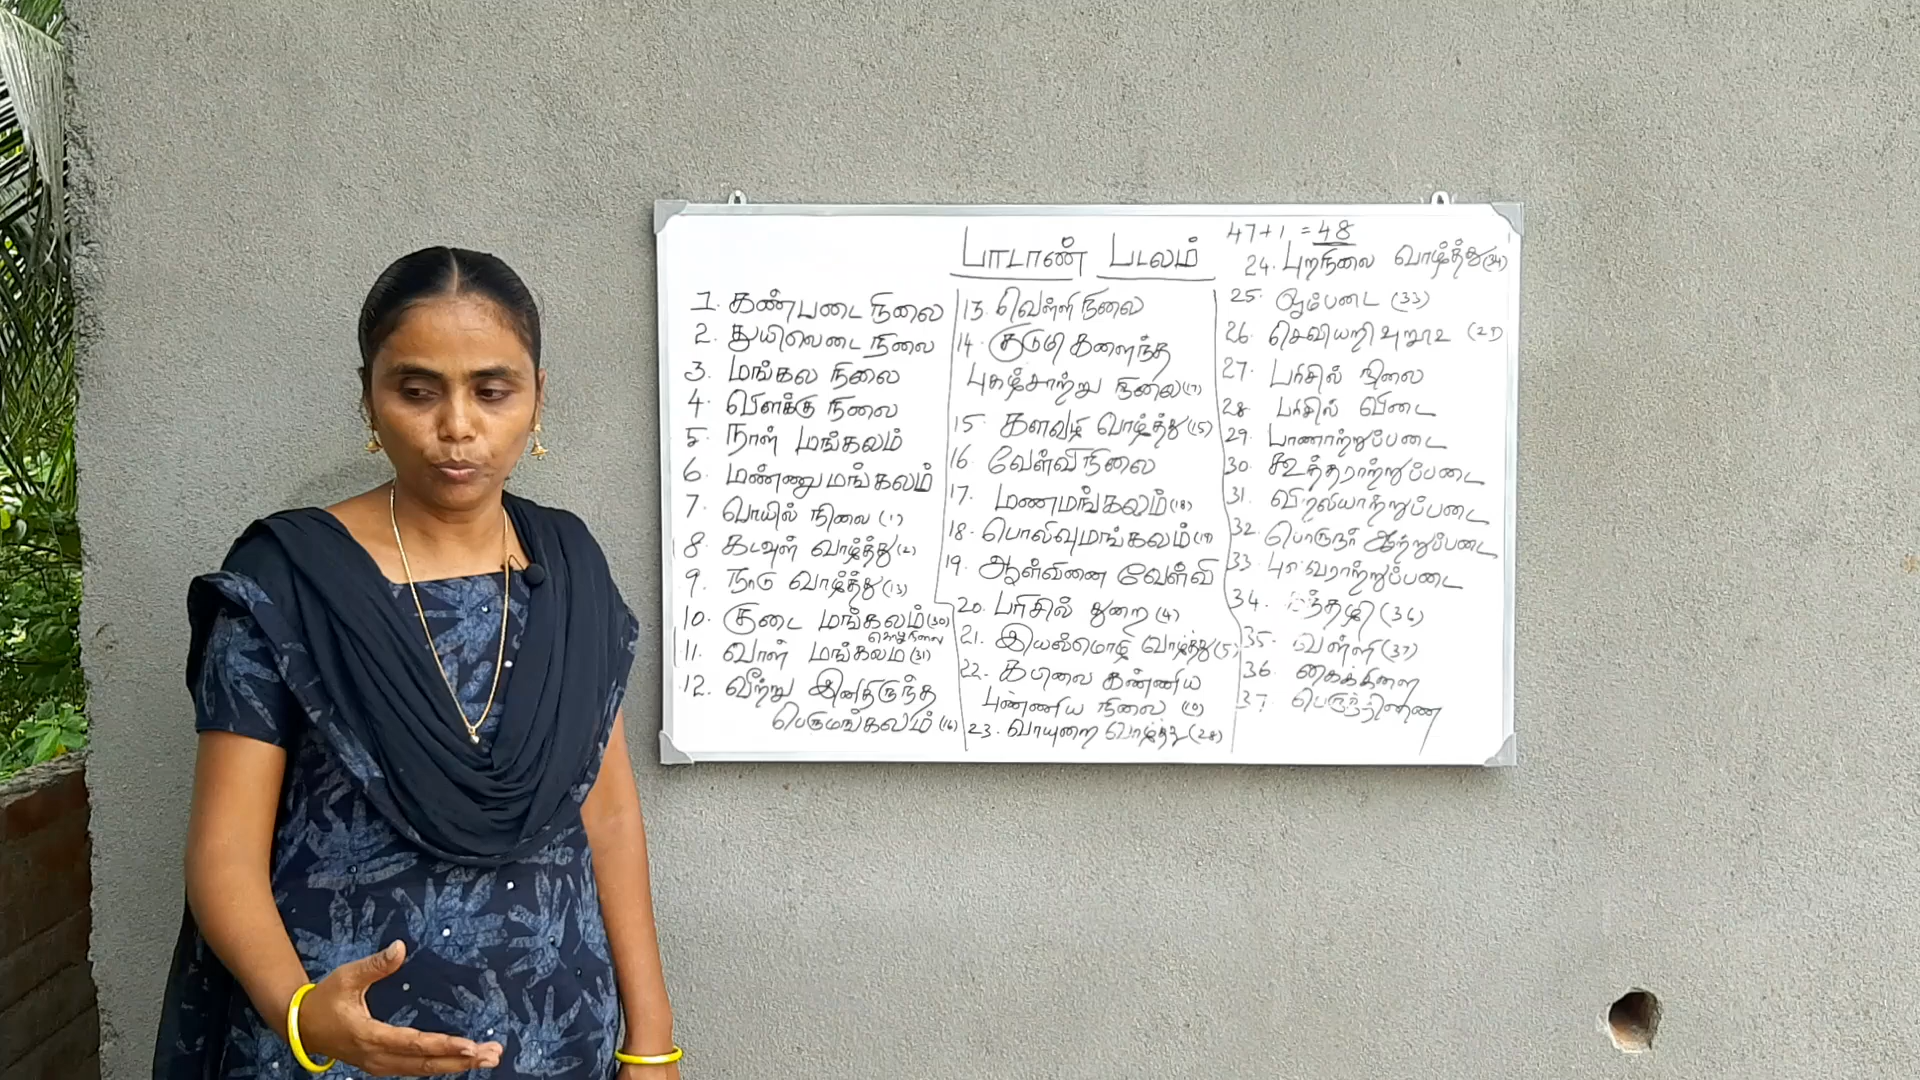 பாடாண் படலம்
47+1 = 48
1. கண்படை நிலை
2. துயிலெடை நிலை
3. மங்கல நிலை
4. விளக்கு நிலை
5. நாள் மங்கலம்
6. மண்ணுமங்கலம்
7. வாயில் நிலை (1)
8. கடவுள் வாழ்த்து (2)
9. நாடு வாழ்த்து (13)
10. குடை மங்கலம் (30)
11. வாள் மங்கலம் (31)
12. வீற்று இனிதிருந்த
பெருமங்கலம் (16)
13. வெள்ளி நிலை
14. குடுமி களைந்த
புகழ்சாற்று நிலை (17)
15. களவழி வாழ்த்து (15)
16. வேள்விநிலை
17. மணமங்கலம் (18)
18. பொலிவுமங்கலம் (19)
19. ஆள்வினை வேள்வி
20. பரிசில் துறை (4)
21. இயல்மொழி வாழ்த்து (5)
22. கபிலை கண்ணிய
புண்ணிய நிலை (10)
23. வாயுறை வாழ்த்து (28)
24. புறநிலை வாழ்த்து
25. ஓம்படை (33)
26. செவியறிவுறூஉ
27. பரிசில் நிலை
28 பரிசில் விடை
29. பாணாற்றுப்படை
30. கூத்தராற்றுப்படை
31. விறலியாற்றுப்படை
32. பொருநர் ஆற்றுப்படை
33. புலவராற்றுப்படை
34. (36)
35. வள்ளி (37)
36. கைக்கிளை
37. பெருந்திணை